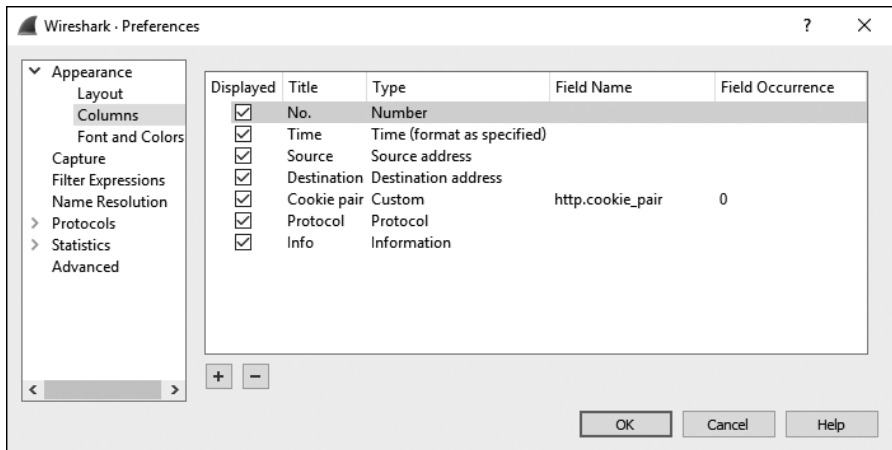 Wireshark · Preferences ? ×
Appearance
Layout
Columns
Font and Colors
Capture
Filter Expressions
Name Resolution
Protocols
Statistics
Advanced
Displayed Title Type Field Name Field Occurrence
No. Number
Time Time (format as specified)
Source Source address
Destination Destination address
Cookie pair Custom http.cookie_pair 0
Protocol Protocol
Info Information
+ −
OK Cancel Help